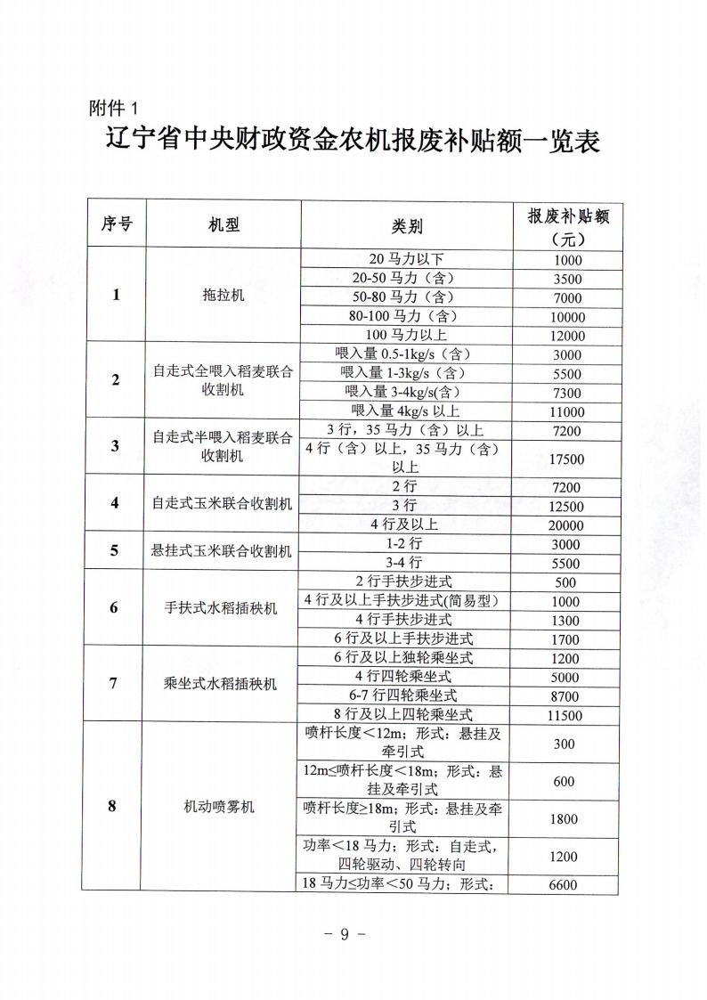 附件 1
辽宁省中央财政资金农机报废补贴额一览表
序号 机型 类别 报废补贴额
（元）
1 拖拉机
20 马力以下 1000
20-50 马力（含） 3500
50-80 马力（含） 7000
80-100 马力（含） 10000
100 马力以上 12000
2 自走式全喂入稻麦联合
收割机
喂入量 0.5-1kg/s（含） 3000
喂入量 1-3kg/s（含） 5500
喂入量 3-4kg/s(含） 7300
喂入量 4kg/s 以上 11000
3 自走式半喂入稻麦联合
收割机
3 行，35 马力（含）以上 7200
4 行（含）以上，35 马力（含）
以上 17500
4 自走式玉米联合收割机
2 行 7200
3 行 12500
4 行及以上 20000
5 悬挂式玉米联合收割机
1-2 行 3000
3-4 行 5500
6 手扶式水稻插秧机
2 行手扶步进式 500
4 行及以上手扶步进式(简易型） 1000
4 行手扶步进式 1300
6 行及以上手扶步进式 1700
7 乘坐式水稻插秧机
6 行及以上独轮乘坐式 1200
4 行四轮乘坐式 5000
6-7 行四轮乘坐式 8700
8 行及以上四轮乘坐式 11500
8 机动喷雾机
喷杆长度＜12m；形式：悬挂及
牵引式 300
12m≤喷杆长度＜18m；形式：悬
挂及牵引式 600
喷杆长度≥18m；形式：悬挂及牵
引式 1800
功率＜18 马力；形式：自走式，
四轮驱动、四轮转向 1200
18 马力≤功率＜50 马力；形式： 6600
- 9 -